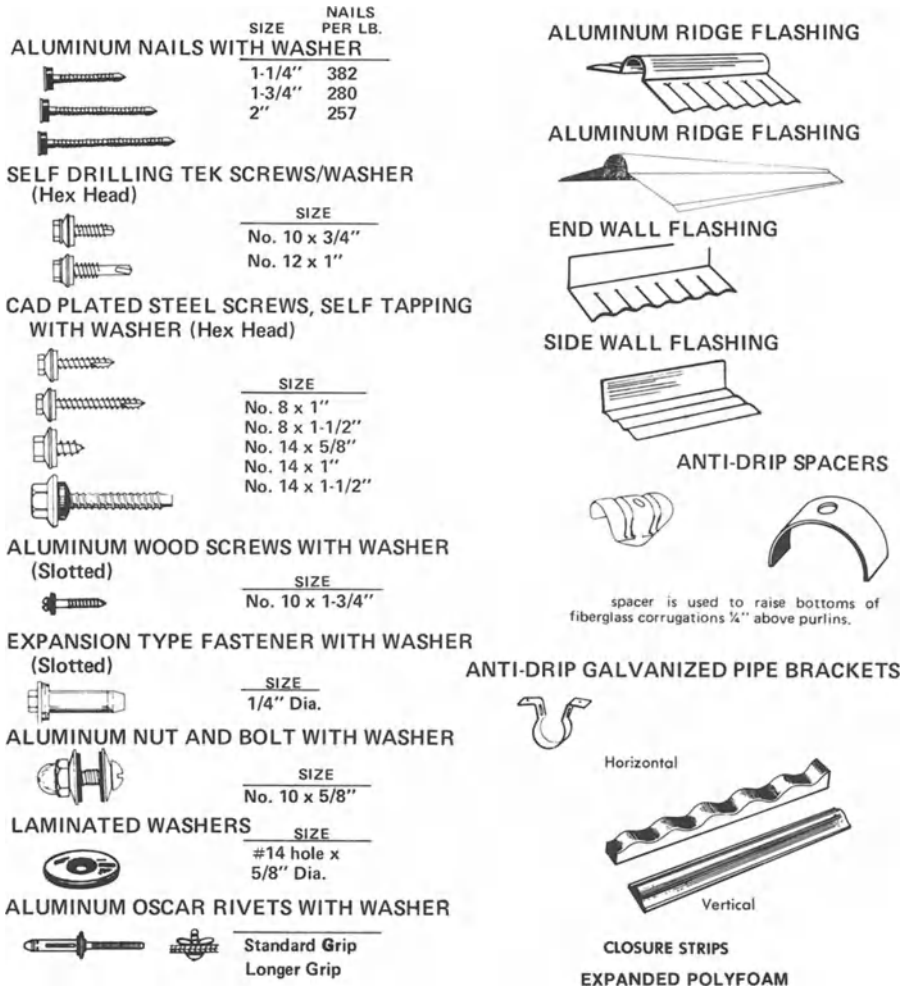 NAILS
SIZE PER LB.
ALUMINUM NAILS WITH WASHER
1-1/4" 382
1-3/4" 280
2" 257
SELF DRILLING TEK SCREWS/WASHER
(Hex Head)
SIZE
No. 10 x 3/4"
No. 12 x 1"
CAD PLATED STEEL SCREWS, SELF TAPPING
WITH WASHER (Hex Head)
SIZE
No. 8 x 1"
No. 8 x 1-1/2"
No. 14 x 5/8"
No. 14 x 1"
No. 14 x 1-1/2"
ALUMINUM WOOD SCREWS WITH WASHER
(Slotted)
SIZE
No. 10 x 1-3/4"
EXPANSION TYPE FASTENER WITH WASHER
(Slotted)
SIZE
1/4" Dia.
ALUMINUM NUT AND BOLT WITH WASHER
SIZE
No. 10 x 5/8"
LAMINATED WASHERS
SIZE
#14 hole x
5/8" Dia.
ALUMINUM OSCAR RIVETS WITH WASHER
Standard Grip
Longer Grip
ALUMINUM RIDGE FLASHING
ALUMINUM RIDGE FLASHING
END WALL FLASHING
SIDE WALL FLASHING
ANTI-DRIP SPACERS
spacer is used to raise bottoms of
fiberglass corrugations ¼" above purlins.
ANTI-DRIP GALVANIZED PIPE BRACKETS
Horizontal
Vertical
CLOSURE STRIPS
EXPANDED POLYFOAM